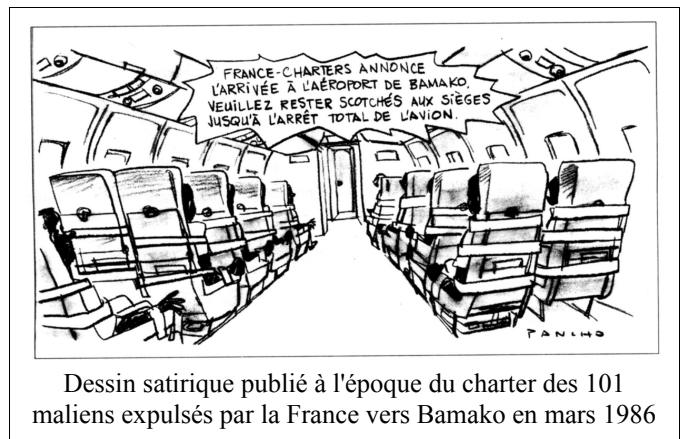 FRANCE-CHARTERS ANNONCE
L'ARRIVÉE À L'AÉROPORT DE BAMAKO.
VEUILLEZ RESTER SCOTCHÉS AUX SIÈGES
JUSQU'À L'ARRÊT TOTAL DE L'AVION.
PANCHO
Dessin satirique publié à l'époque du charter des 101
maliens expulsés par la France vers Bamako en mars 1986